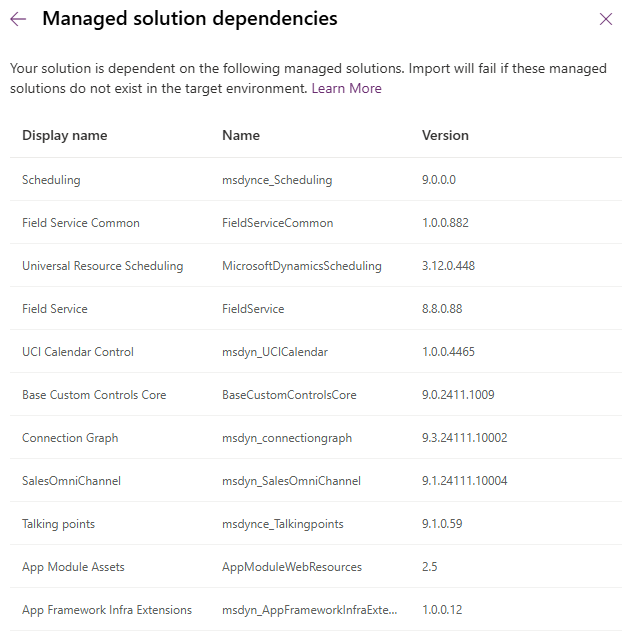 Managed solution dependencies
Your solution is dependent on the following managed solutions. Import will fail if these managed
solutions do not exist in the target environment. Learn More
Display name Name Version
Scheduling msdynce_Scheduling 9.0.0.0
Field Service Common FieldServiceCommon 1.0.0.882
Universal Resource Scheduling MicrosoftDynamicsScheduling 3.12.0.448
Field Service FieldService 8.8.0.88
UCI Calendar Control msdyn_UCICalendar 1.0.0.4465
Base Custom Controls Core BaseCustomControlsCore 9.0.2411.1009
Connection Graph msdyn_connectiongraph 9.3.24111.10002
SalesOmniChannel msdyn_SalesOmniChannel 9.1.24111.10004
Talking points msdynce_Talkingpoints 9.1.0.59
App Module Assets AppModuleWebResources 2.5
App Framework Infra Extensions msdyn_AppFrameworkInfraExte... 1.0.0.12